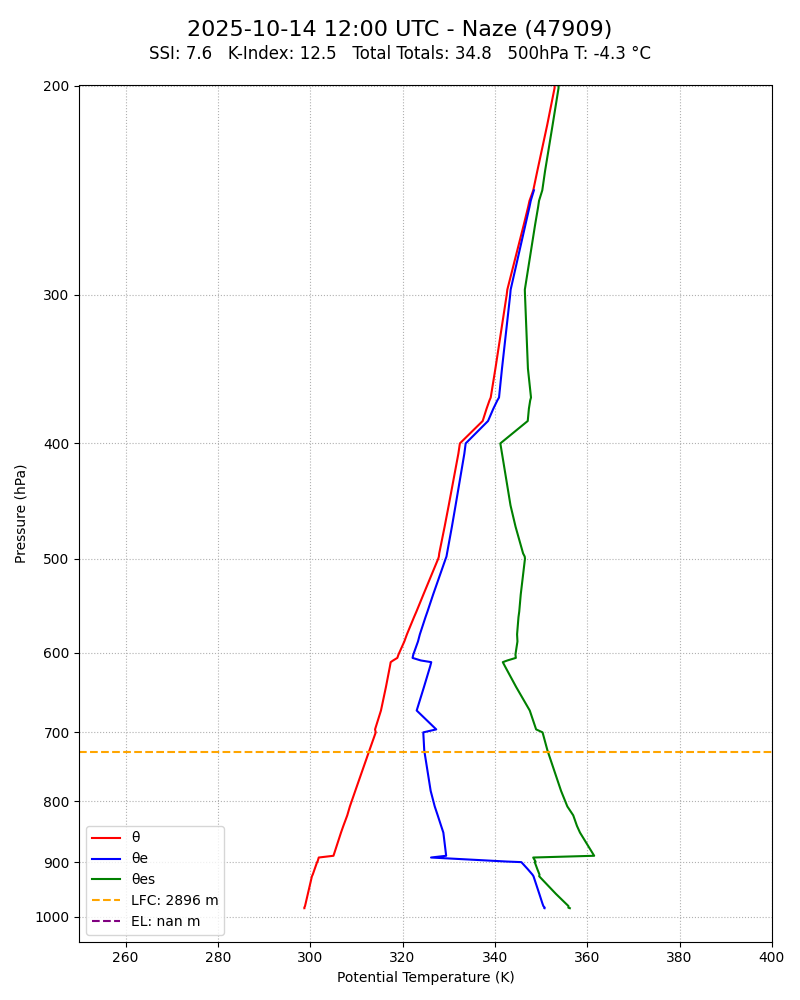 2025-10-14 12:00 UTC - Naze (47909)
SSI: 7.6   K-Index: 12.5   Total Totals: 34.8   500hPa T: -4.3 °C
200
300
400
500
600
700
800
900
1000
Pressure (hPa)
θ
θe
θes
LFC: 2896 m
EL: nan m
260 280 300 320 340 360 380 400
Potential Temperature (K)